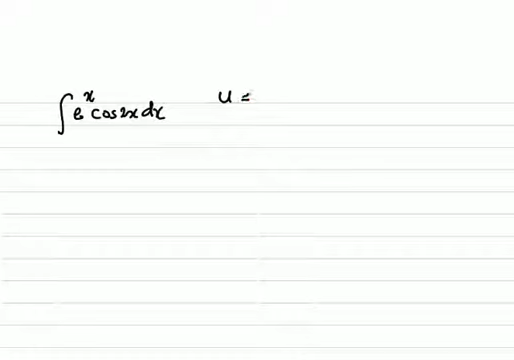 ∫ e^x cos2x dx    u =